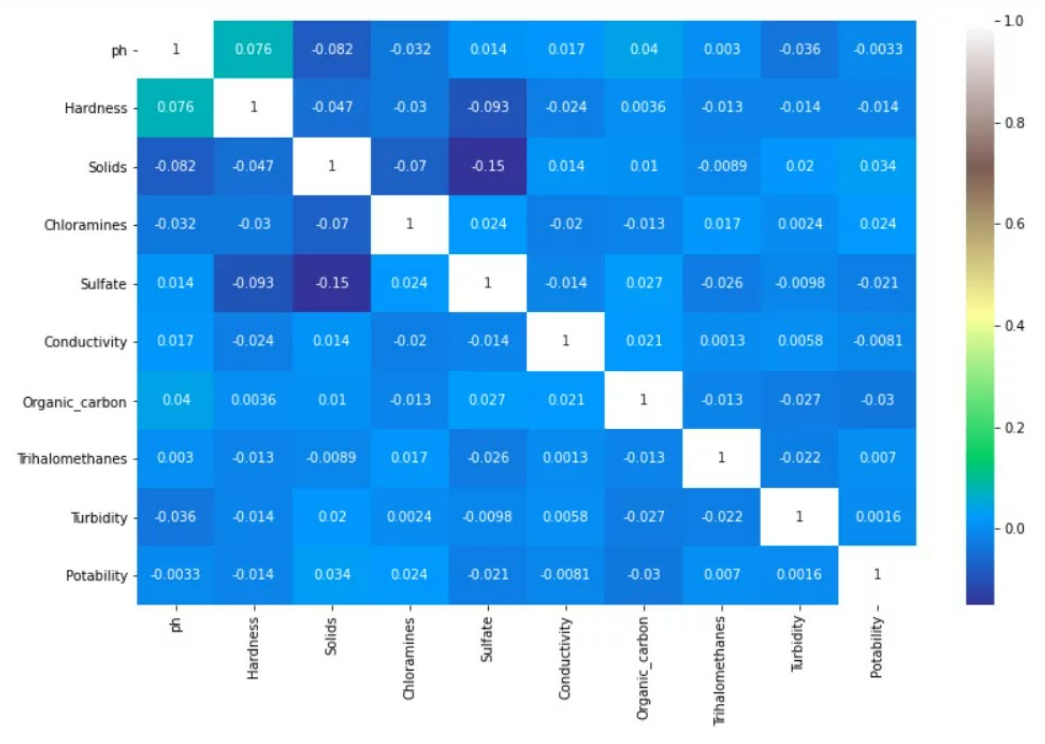 ph 1 0.076 -0.082 -0.032 0.014 0.017 0.04 0.003 -0.036 -0.0033
Hardness 0.076 1 -0.047 -0.03 -0.093 -0.024 0.0036 -0.013 -0.014 -0.014
Solids -0.082 -0.047 1 -0.07 -0.15 0.014 0.01 -0.0089 0.02 0.034
Chloramines -0.032 -0.03 -0.07 1 0.024 -0.02 -0.013 0.017 0.0024 0.024
Sulfate 0.014 -0.093 -0.15 0.024 1 -0.014 0.027 -0.026 -0.0098 -0.021
Conductivity 0.017 -0.024 0.014 -0.02 -0.014 1 0.021 0.0013 0.0058 -0.0081
Organic_carbon 0.04 0.0036 0.01 -0.013 0.027 0.021 1 -0.013 -0.027 -0.03
Trihalomethanes 0.003 -0.013 -0.0089 0.017 -0.026 0.0013 -0.013 1 -0.022 0.007
Turbidity -0.036 -0.014 0.02 0.0024 -0.0098 0.0058 -0.027 -0.022 1 0.0016
Potability -0.0033 -0.014 0.034 0.024 -0.021 -0.0081 -0.03 0.007 0.0016 1
ph Hardness Solids Chloramines Sulfate Conductivity Organic_carbon Trihalomethanes Turbidity Potability
1.0
0.8
0.6
0.4
0.2
0.0